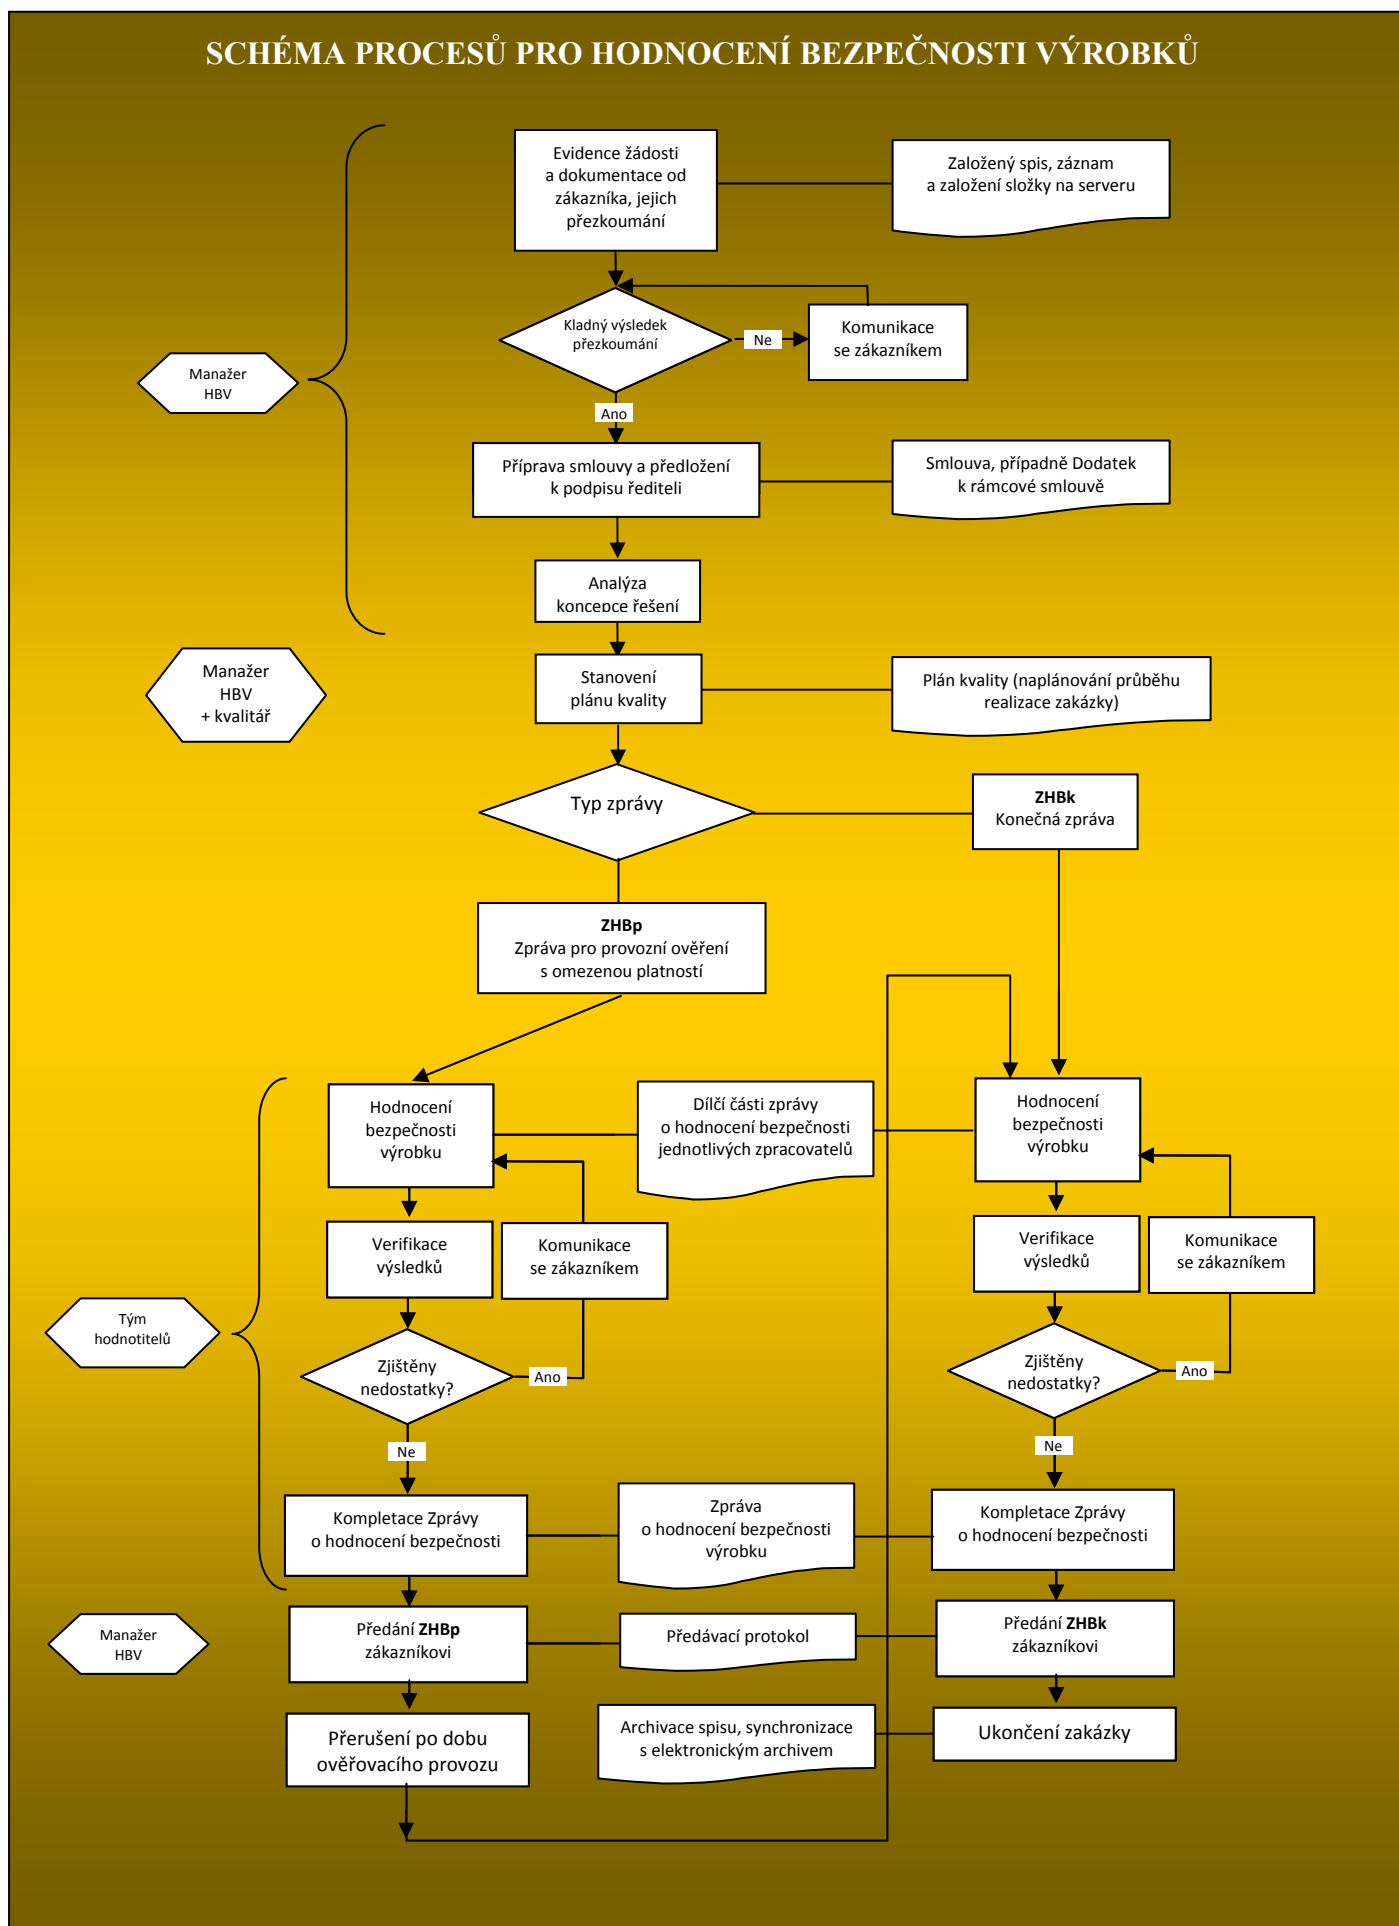 SCHÉMA PROCESŮ PRO HODNOCENÍ BEZPEČNOSTI VÝROBKŮ
Evidence žádosti
a dokumentace od
zákazníka, jejich
přezkoumání
Založený spis, záznam
a založení složky na serveru
Kladný výsledek
přezkoumání
Ne
Komunikace
se zákazníkem
Manažer
HBV
Ano
Příprava smlouvy a předložení
k podpisu řediteli
Smlouva, případně Dodatek
k rámcové smlouvě
Analýza
koncepce řešení
Manažer
HBV
+ kvalitář
Stanovení
plánu kvality
Plán kvality (naplánování průběhu
realizace zakázky)
Typ zprávy
ZHBk
Konečná zpráva
ZHBp
Zpráva pro provozní ověření
s omezenou platností
Hodnocení
bezpečnosti
výrobku
Dílčí části zprávy
o hodnocení bezpečnosti
jednotlivých zpracovatelů
Hodnocení
bezpečnosti
výrobku
Verifikace
výsledků
Komunikace
se zákazníkem
Verifikace
výsledků
Komunikace
se zákazníkem
Tým
hodnotitelů
Zjištěny
nedostatky?
Ano
Zjištěny
nedostatky?
Ano
Ne
Ne
Kompletace Zprávy
o hodnocení bezpečnosti
Zpráva
o hodnocení bezpečnosti
výrobku
Kompletace Zprávy
o hodnocení bezpečnosti
Manažer
HBV
Předání ZHBp
zákazníkovi
Předávací protokol
Předání ZHBk
zákazníkovi
Přerušení po dobu
ověřovacího provozu
Archivace spisu, synchronizace
s elektronickým archivem
Ukončení zakázky